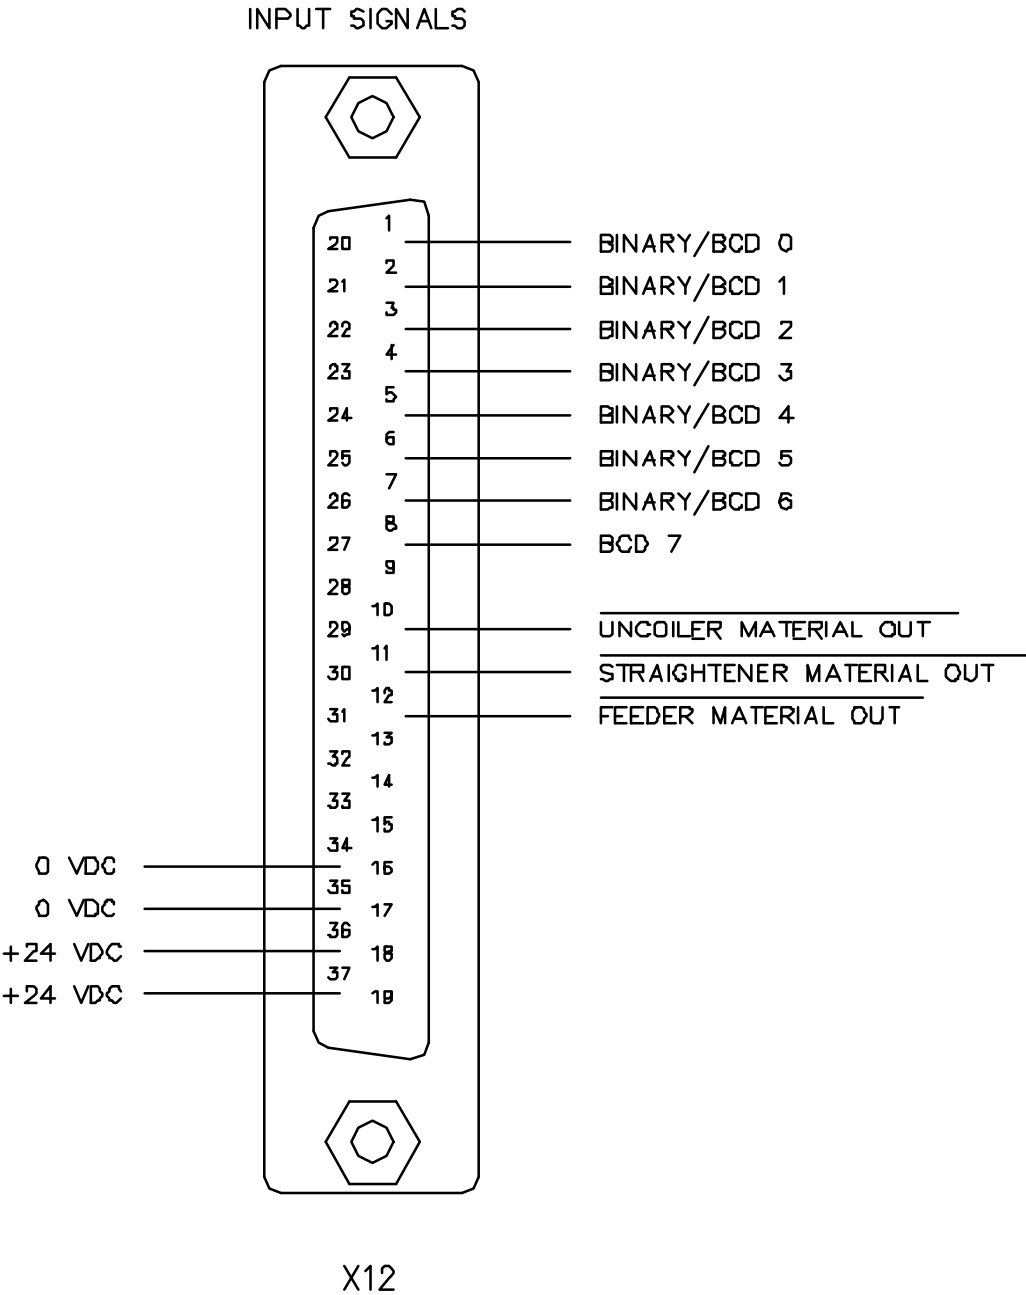 INPUT SIGNALS
1
20
BINARY/BCD 0
2
21
BINARY/BCD 1
3
22
BINARY/BCD 2
4
23
BINARY/BCD 3
5
24
BINARY/BCD 4
6
25
BINARY/BCD 5
7
26
BINARY/BCD 6
8
27
BCD 7
9
28
10
29
UNCOILER MATERIAL OUT
11
30
STRAIGHTENER MATERIAL OUT
12
31
FEEDER MATERIAL OUT
13
32
14
33
15
34
0 VDC
16
35
0 VDC
17
36
+24 VDC
18
37
+24 VDC
19
X12